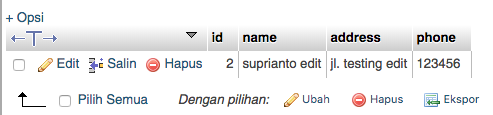 + Opsi
id name address phone
Edit Salin Hapus 2 suprianto edit jl. testing edit 123456
Pilih Semua Dengan pilihan: Ubah Hapus Ekspor